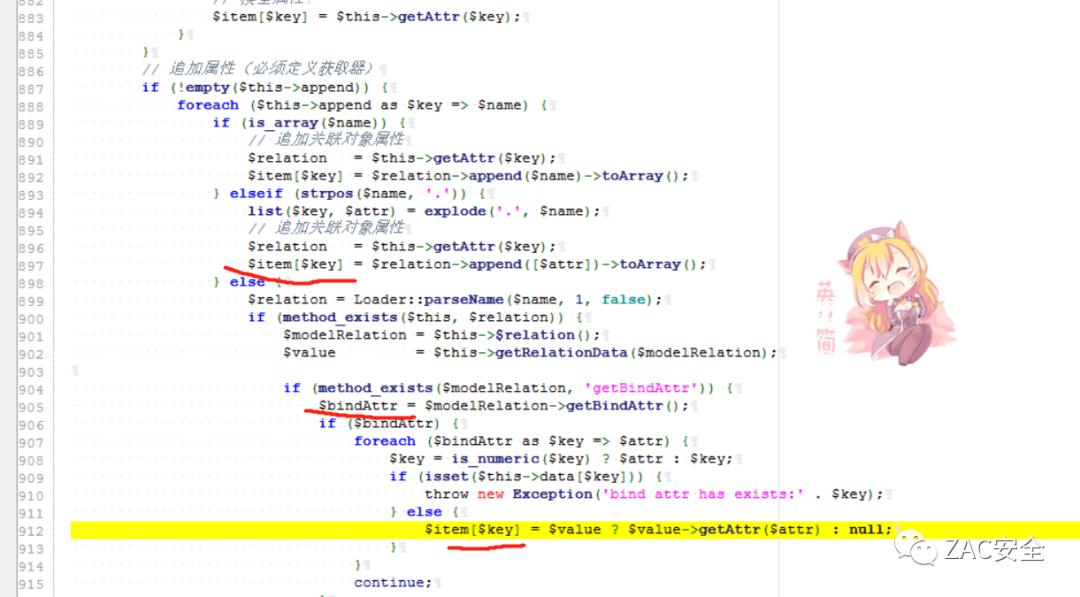 882 // 模型属性
883 $item[$key] = $this->getAttr($key);
884 }
885 }
886 // 追加属性（必须定义获取器）
887 if (!empty($this->append)) {
888 foreach ($this->append as $key => $name) {
889 if (is_array($name)) {
890 // 追加关联对象属性
891 $relation = $this->getAttr($key);
892 $item[$key] = $relation->append($name)->toArray();
893 } elseif (strpos($name, '.')) {
894 list($key, $attr) = explode('.', $name);
895 // 追加关联对象属性
896 $relation = $this->getAttr($key);
897 $item[$key] = $relation->append([$attr])->toArray();
898 } else {
899 $relation = Loader::parseName($name, 1, false);
900 if (method_exists($this, $relation)) {
901 $modelRelation = $this->$relation();
902 $value = $this->getRelationData($modelRelation);
903
904 if (method_exists($modelRelation, 'getBindAttr')) {
905 $bindAttr = $modelRelation->getBindAttr();
906 if ($bindAttr) {
907 foreach ($bindAttr as $key => $attr) {
908 $key = is_numeric($key) ? $attr : $key;
909 if (isset($this->data[$key])) {
910 throw new Exception('bind attr has exists:' . $key);
911 } else {
912 $item[$key] = $value ? $value->getAttr($attr) : null;
913 }
914 }
915 continue;
英
!
简
ZAC安全